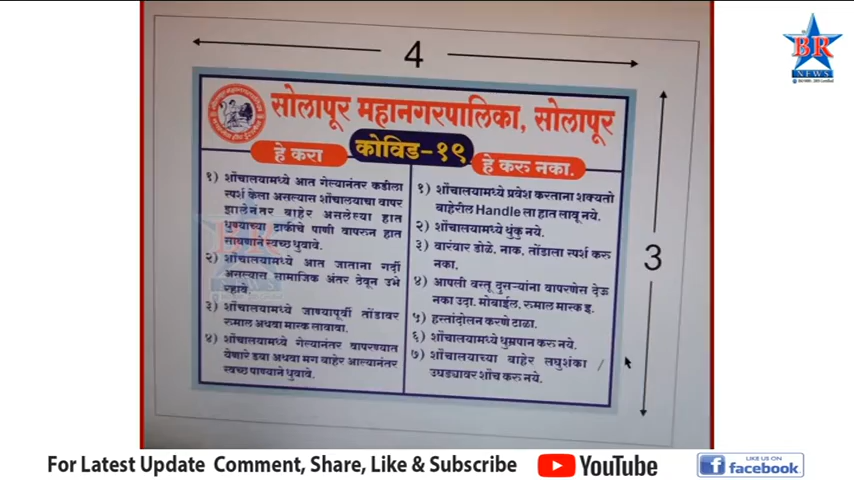 BR
NEWS
4
सोलापूर महानगरपालिका, सोलापूर
कोविड-१९
हे करा
१) शोंचालयामध्ये आत गेल्यानंतर कडीला
स्पर्श केला असल्यास शोंचालयाचा वापर
झालेनंतर बाहेर असलेल्या हात
धुण्याच्या टाकीचे पाणी वापरुन हात
साबणाने स्वच्छ धुवावे.
२) शोंचालयामध्ये आत जाताना गर्दी
असल्यास सामाजिक अंतर ठेवून उभे
रहावे.
३) शोंचालयामध्ये जाण्यापूर्वी तोंडावर
रुमाल अथवा मास्क लावावा.
४) शोंचालयामध्ये गेल्यानंतर वापरण्यात
येणारे डबा अथवा मग बाहेर आल्यानंतर
स्वच्छ पाण्याने धुवावे.
हे करु नका.
१) शोंचालयामध्ये प्रवेश करताना शक्यतो
बाहेरील Handle ला हात लावू नये.
२) शोंचालयामध्ये थुंकु नये.
३) वारंवार डोळे, नाक, तोंडाला स्पर्श करु
नका.
४) आपली वस्तू दुसऱ्यांना वापरणेस देऊ
नका उदा. मोबाईल, रुमाल मास्क इ.
५) हस्तांदोलन करणे टाळा.
६) शोंचालयामध्ये धुम्रपान करु नये.
७) शोंचालयाच्या बाहेर लघुशंका /
उघड्यावर शोंच करु नये.
3
BR
For Latest Update Comment, Share, Like & Subscribe
YouTube
LIKE US ON
facebook